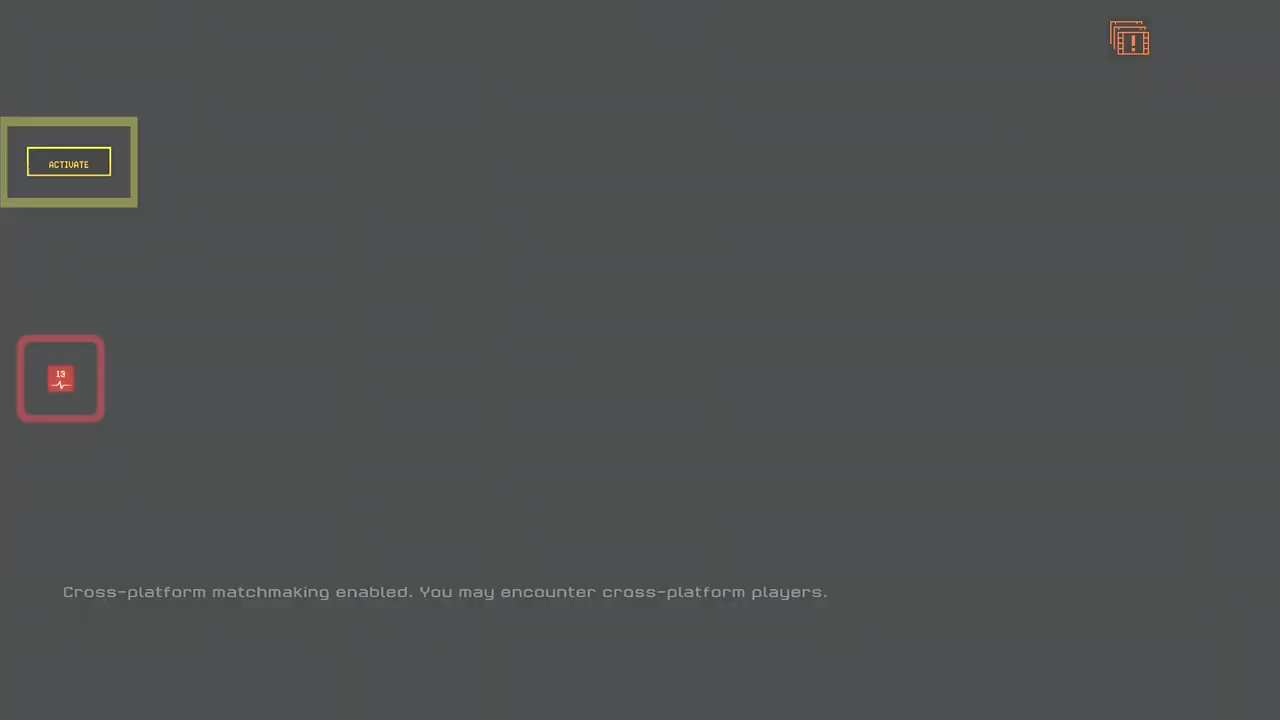 !
ACTIVATE
13
Cross-platform matchmaking enabled. You may encounter cross-platform players.